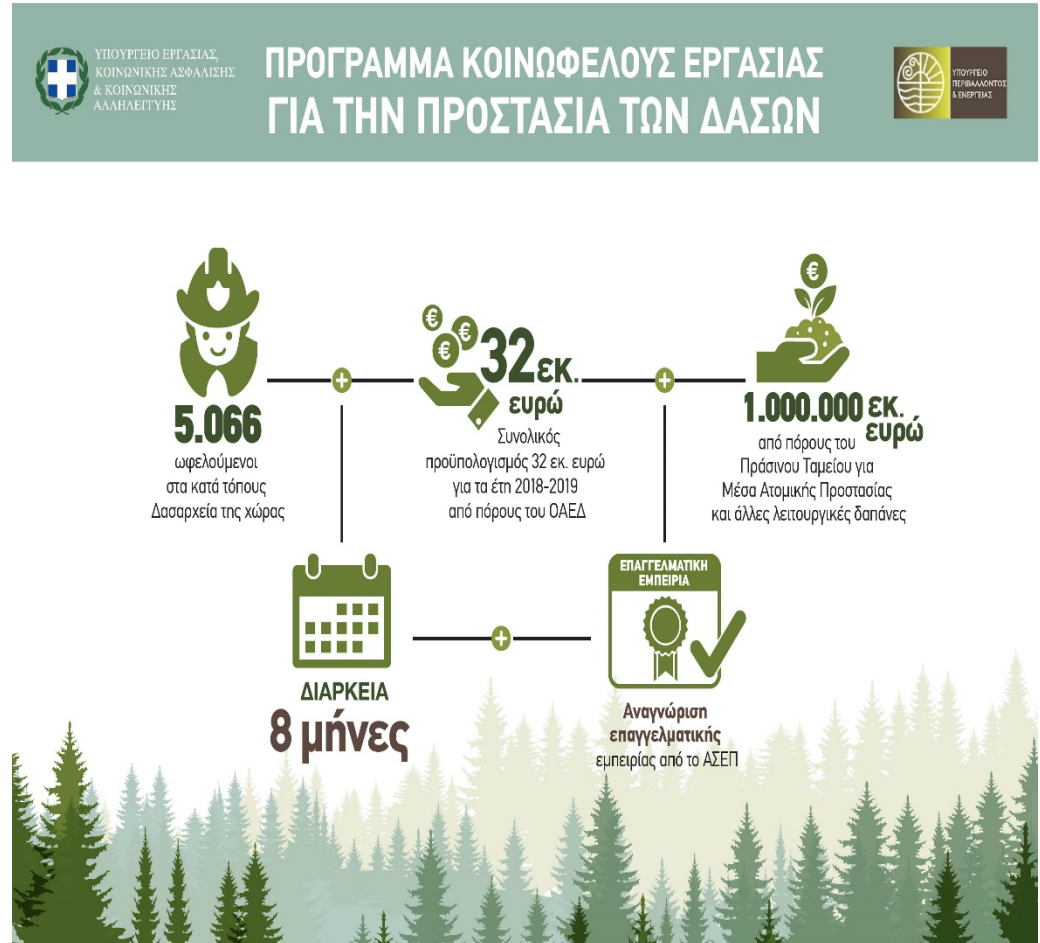 ΥΠΟΥΡΓΕΙΟ ΕΡΓΑΣΙΑΣ,
ΚΟΙΝΩΝΙΚΗΣ ΑΣΦΑΛΙΣΗΣ
& ΚΟΙΝΩΝΙΚΗΣ
ΑΛΛΗΛΕΓΓΥΗΣ
ΠΡΟΓΡΑΜΜΑ ΚΟΙΝΩΦΕΛΟΥΣ ΕΡΓΑΣΙΑΣ
ΓΙΑ ΤΗΝ ΠΡΟΣΤΑΣΙΑ ΤΩΝ ΔΑΣΩΝ
ΥΠΟΥΡΓΕΙΟ
ΠΕΡΙΒΑΛΛΟΝΤΟΣ
& ΕΝΕΡΓΕΙΑΣ
5.066
ωφελούμενοι
στα κατά τόπους
Δασαρχεία της χώρας
€
€
€
32 εκ.
ευρώ
Συνολικός
προϋπολογισμός 32 εκ. ευρώ
για τα έτη 2018-2019
από πόρους του ΟΑΕΔ
€
1.000.000 εκ.
ευρώ
από πόρους του
Πράσινου Ταμείου για
Μέσα Ατομικής Προστασίας
και άλλες λειτουργικές δαπάνες
ΔΙΑΡΚΕΙΑ
8 μήνες
ΕΠΑΓΓΕΛΜΑΤΙΚΗ
ΕΜΠΕΙΡΙΑ
Αναγνώριση
επαγγελματικής
εμπειρίας από το ΑΣΕΠ